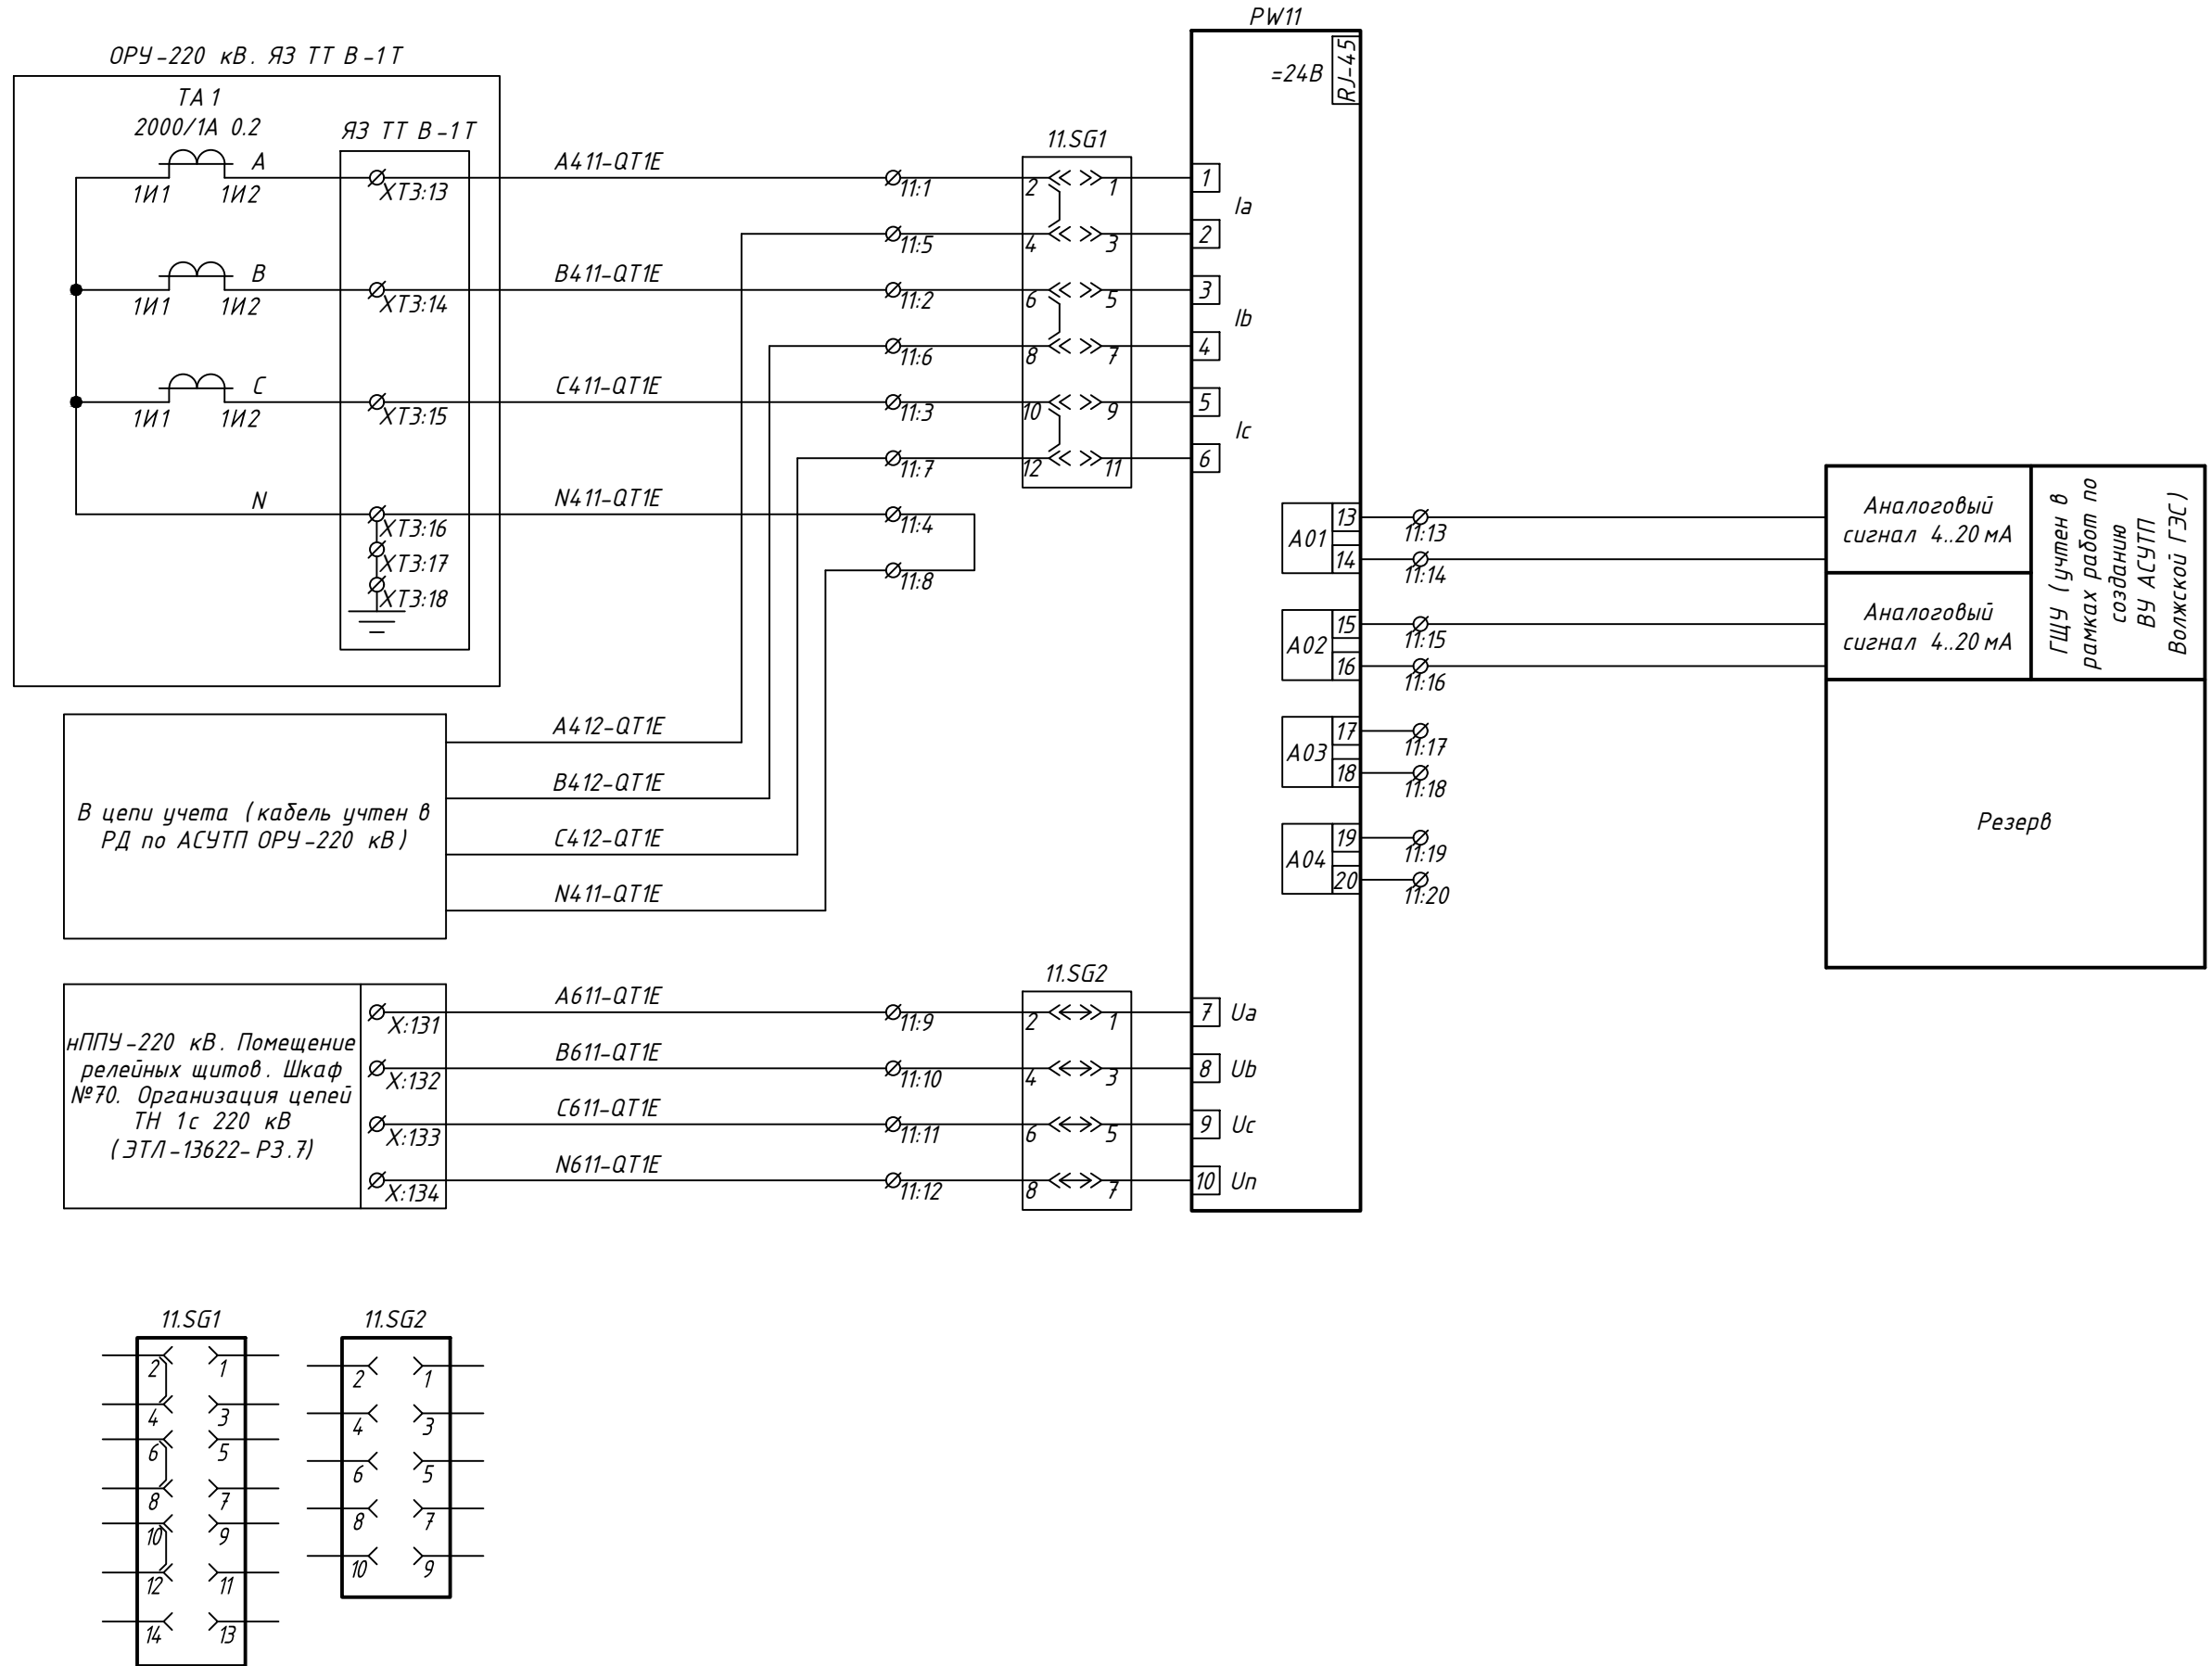 PW11
ОРУ-220 кВ. ЯЗ ТТ В-1Т
=24В
RJ-45
ТА1
2000/1А 0.2
ЯЗ ТТ В-1Т
11.SG1
A
1И1
1И2
ХТ3:13
A411-QT1E
11:1
2
1
1
Ia
11:5
4
3
2
B
1И1
1И2
ХТ3:14
B411-QT1E
11:2
6
5
3
Ib
11:6
8
7
4
C
1И1
1И2
ХТ3:15
C411-QT1E
11:3
10
9
5
Ic
11:7
12
11
6
N
ХТ3:16
ХТ3:17
ХТ3:18
N411-QT1E
11:4
11:8
А01
13
14
11:13
11:14
Аналоговый
сигнал 4..20 мА
А02
15
16
11:15
11:16
Аналоговый
сигнал 4..20 мА
ГЩУ (учтен в
рамках работ по
созданию
ВУ АСУТП
Волжской ГЭС)
А03
17
18
11:17
11:18
А04
19
20
11:19
11:20
Резерв
В цепи учета (кабель учтен в
РД по АСУТП ОРУ-220 кВ)
A412-QT1E
B412-QT1E
C412-QT1E
N411-QT1E
нППУ-220 кВ. Помещение
релейных щитов. Шкаф
№70. Организация цепей
ТН 1с 220 кВ
(ЭТЛ-13622-РЗ.7)
11.SG2
X:131
A611-QT1E
11:9
2
1
7
Ua
X:132
B611-QT1E
11:10
4
3
8
Ub
X:133
C611-QT1E
11:11
6
5
9
Uc
X:134
N611-QT1E
11:12
8
7
10
Un
11.SG1
2
1
4
3
6
5
8
7
10
9
12
11
14
13
11.SG2
2
1
4
3
6
5
8
7
10
9